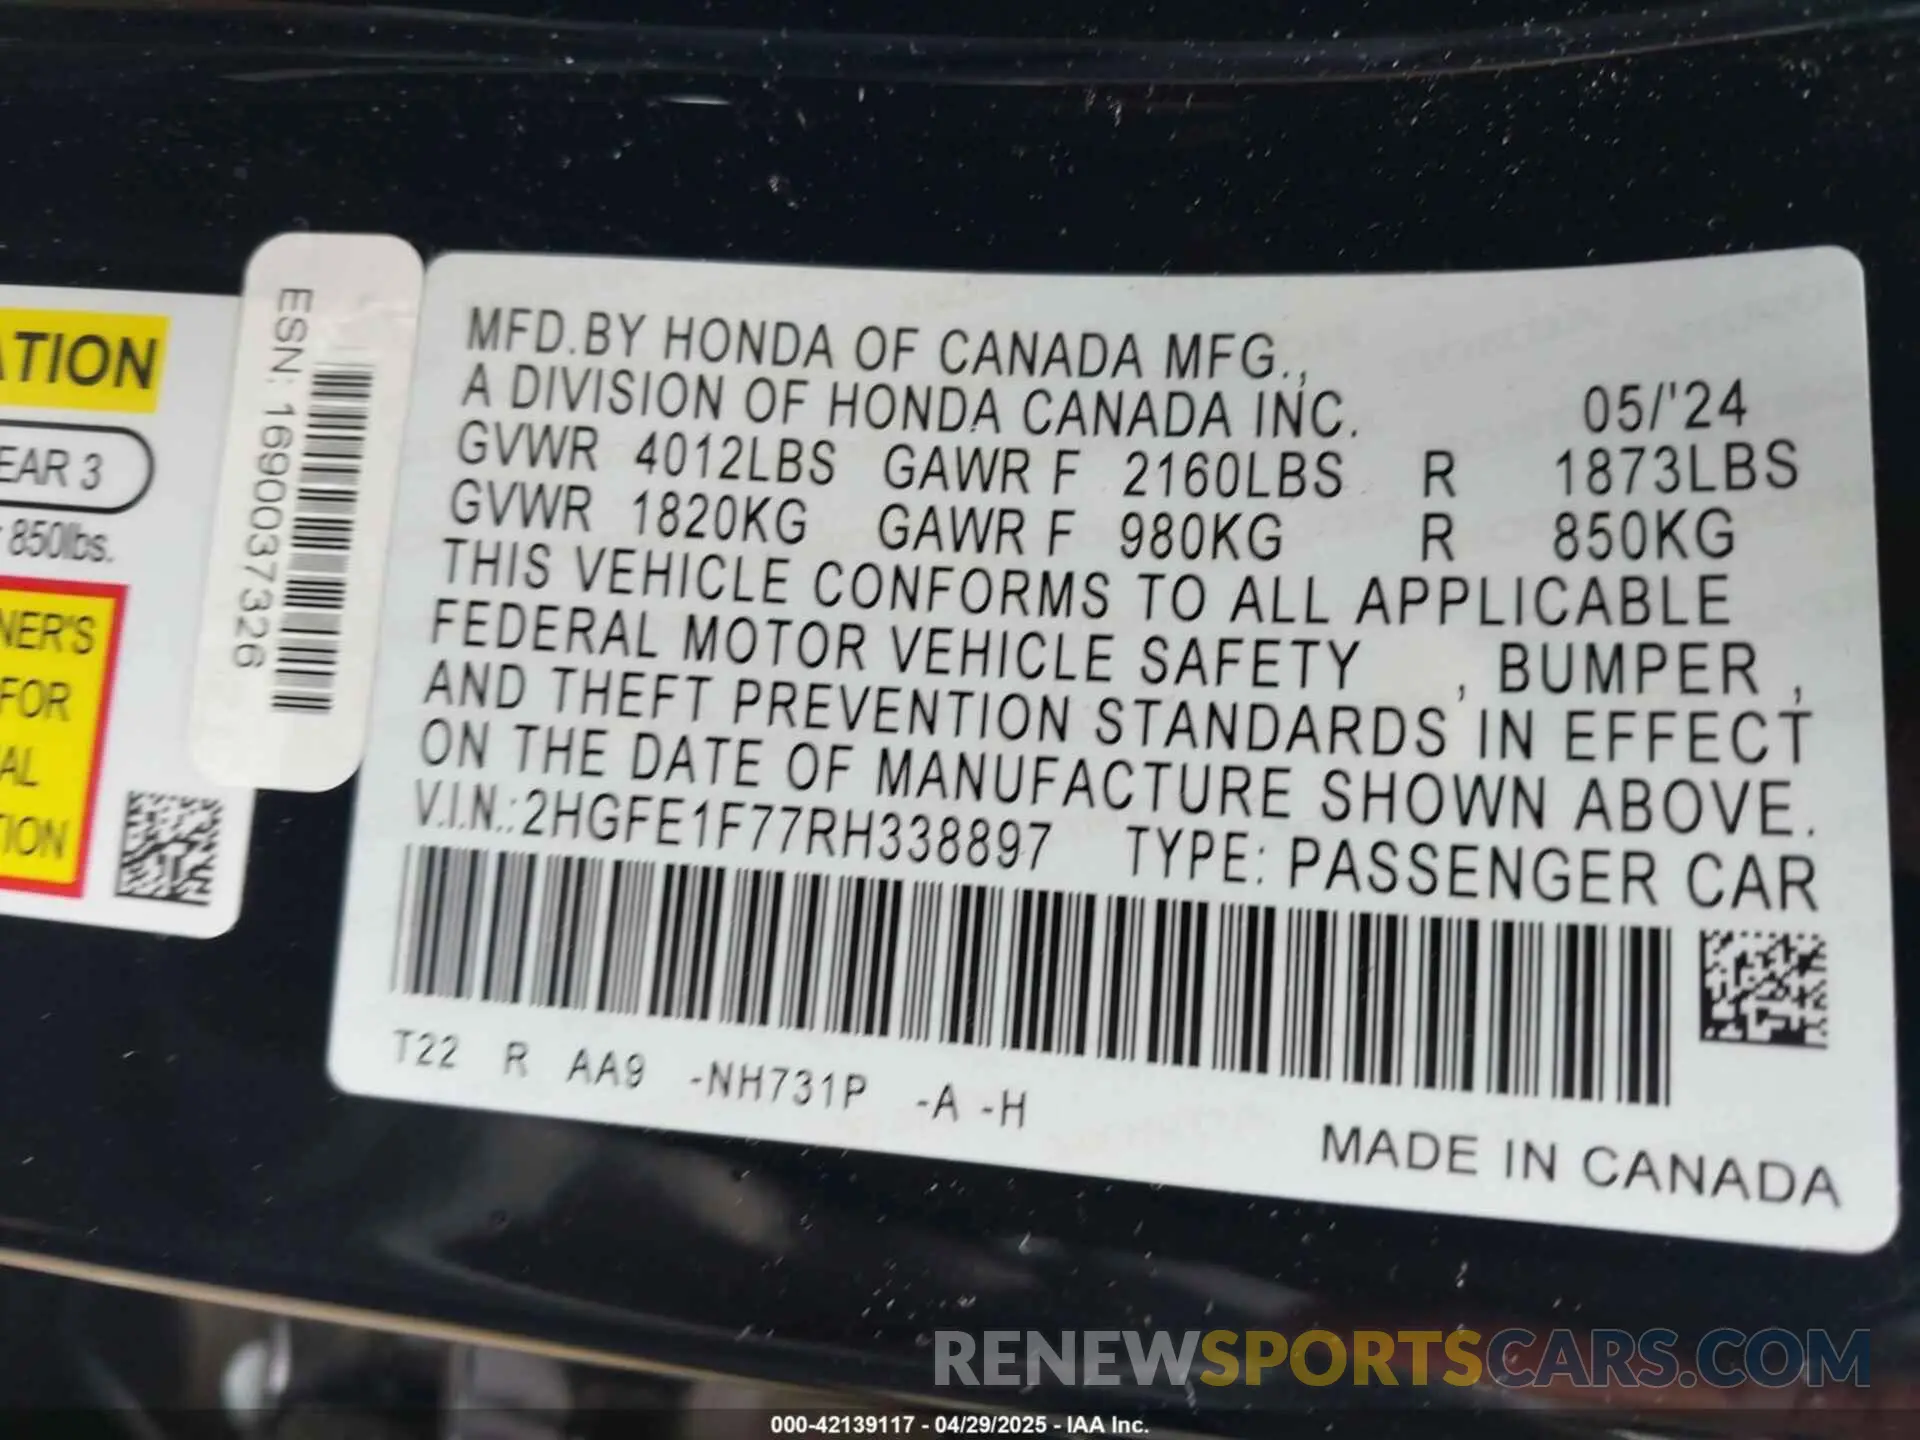 ATION
EAR 3
850lbs.
NER'S
FOR
AL
TION
ESN: 1690037326
MFD.BY HONDA OF CANADA MFG.,
A DIVISION OF HONDA CANADA INC. 05/'24
GVWR 4012LBS GAWR F 2160LBS R 1873LBS
GVWR 1820KG GAWR F 980KG R 850KG
THIS VEHICLE CONFORMS TO ALL APPLICABLE
FEDERAL MOTOR VEHICLE SAFETY , BUMPER ,
AND THEFT PREVENTION STANDARDS IN EFFECT
ON THE DATE OF MANUFACTURE SHOWN ABOVE.
V.I.N.:2HGFE1F77RH338897 TYPE: PASSENGER CAR
T22 R AA9 -NH731P -A -H
MADE IN CANADA
RENEWSPORTSCARS.COM
000-42139117 - 04/29/2025 - IAA Inc.